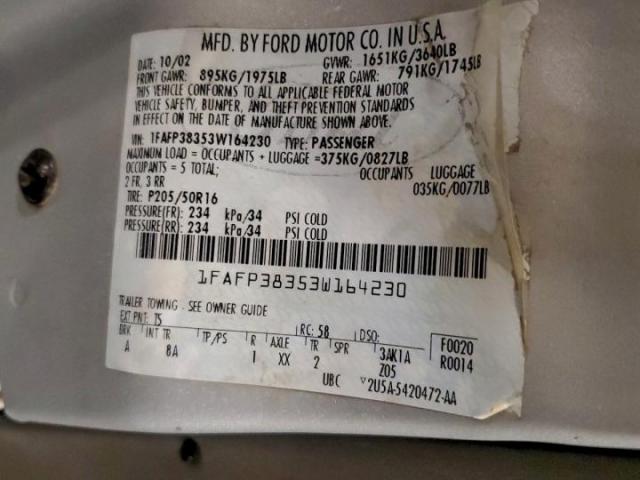 MFD. BY FORD MOTOR CO. IN U.S.A.
DATE: 10/02 GVWR: 1651KG/3640LB
FRONT GAWR: 895KG/1975LB REAR GAWR: 791KG/1745LB
THIS VEHICLE CONFORMS TO ALL APPLICABLE FEDERAL MOTOR
VEHICLE SAFETY, BUMPER, AND THEFT PREVENTION STANDARDS
IN EFFECT ON THE DATE OF MANUFACTURE SHOWN ABOVE.
VIN: 1FAFP38353W164230 TYPE: PASSENGER
MAXIMUM LOAD = OCCUPANTS + LUGGAGE =375KG/0827LB
OCCUPANTS = 5 TOTAL; OCCUPANTS LUGGAGE
2 FR, 3 RR 035KG/0077LB
TIRE: P205/50R16
PRESSURE(FR): 234 kPa/34 PSI COLD
PRESSURE(RR): 234 kPa/34 PSI COLD
1FAFP38353W164230
TRAILER TOWING - SEE OWNER GUIDE
EXT PNT: TS RC: 58 DSO: F0020
BRK INT TR TP/PS R AXLE TR SPR 3AK1A R0014
A 8A 1 XX 2 Z05
UBC ▽2U5A-5420472-AA